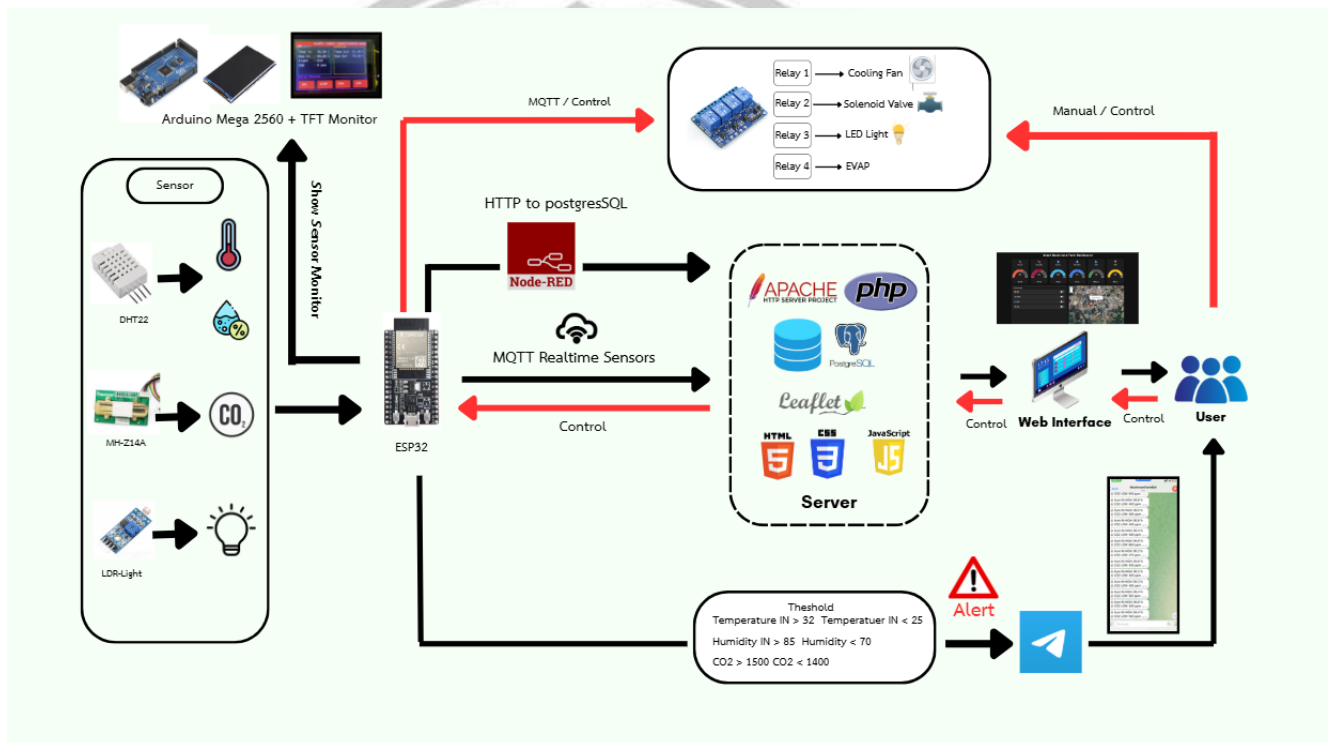 Arduino Mega 2560 + TFT Monitor
Sensor
DHT22
MH-Z14A
CO2
LDR-Light
Show Sensor Monitor
ESP32
MQTT / Control
Relay 1
Cooling Fan
Relay 2
Solenoid Valve
Relay 3
LED Light
Relay 4
EVAP
Manual / Control
HTTP to postgresSQL
Node-RED
MQTT Realtime Sensors
Control
APACHE
HTTP SERVER PROJECT
php
PostgreSQL
Leaflet
HTML
5
CSS
3
JavaScript
JS
Server
Control
Web Interface
Control
User
Theshold
Temperature IN > 32 Temperatuer IN < 25
Humidity IN > 85 Humidity < 70
CO2 > 1500 CO2 < 1400
Alert